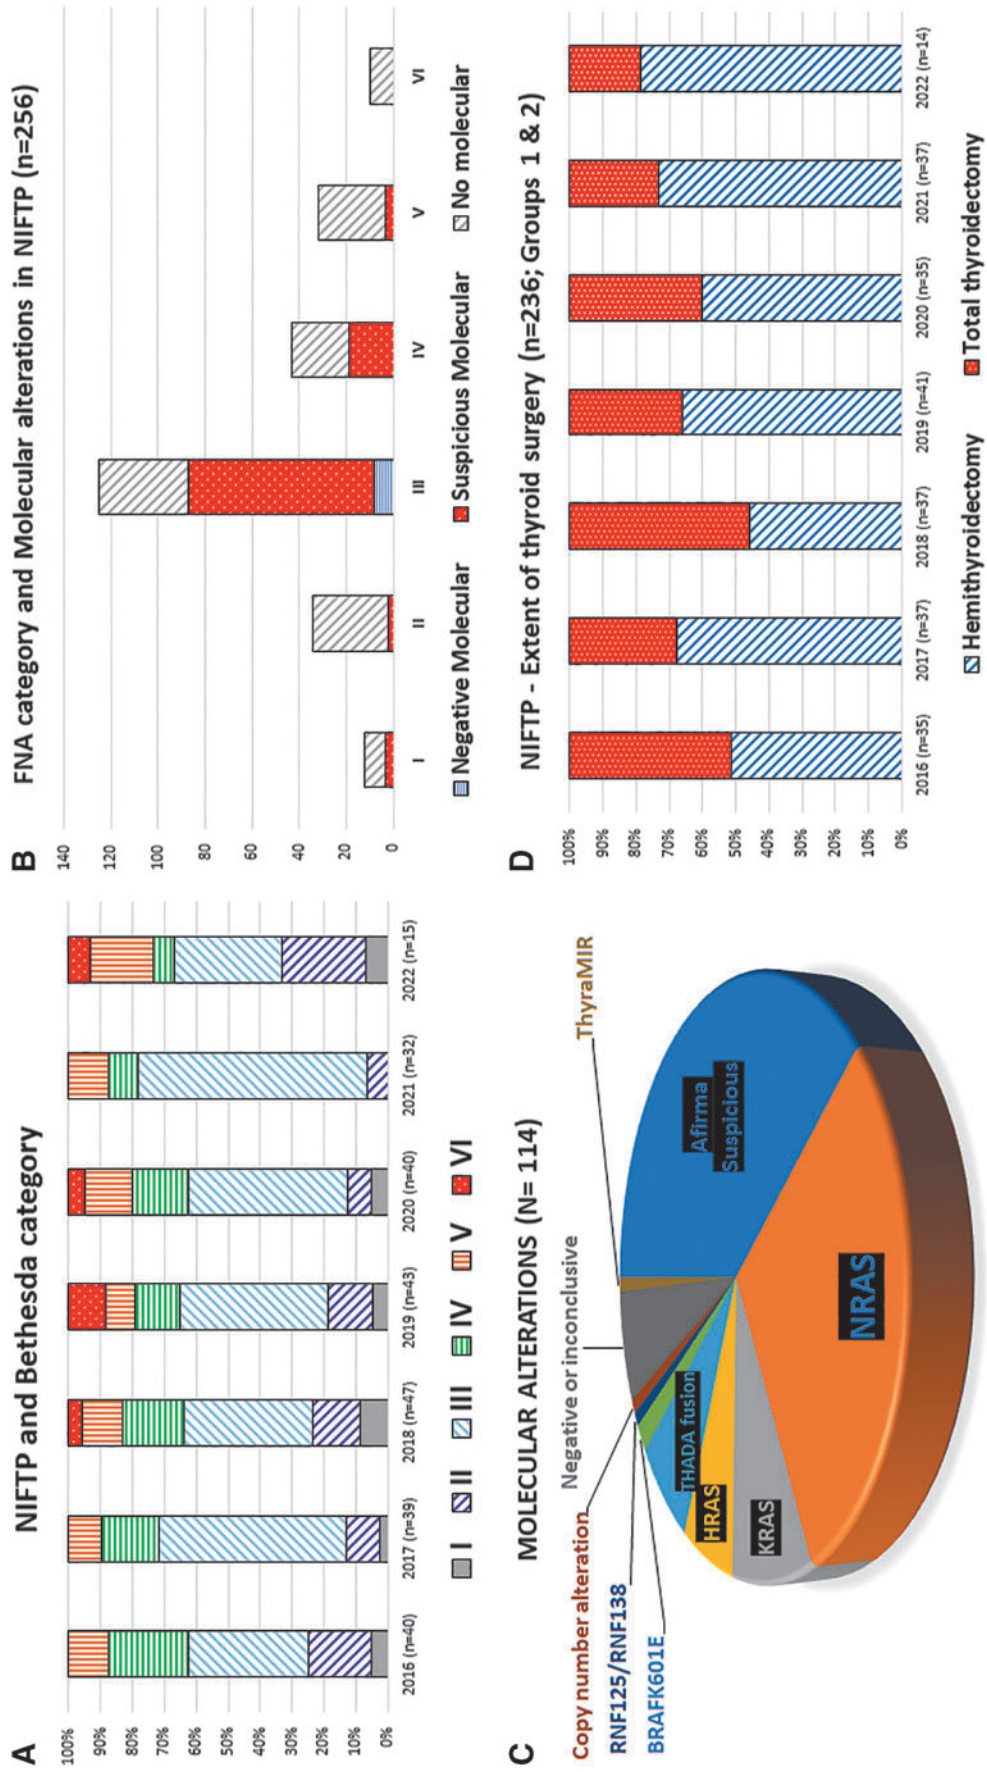 A
NIFTP and Bethesda category
100%
90%
80%
70%
60%
50%
40%
30%
20%
10%
0%
2016 (n=40)
2017 (n=39)
2018 (n=47)
2019 (n=43)
2020 (n=40)
2021 (n=32)
2022 (n=15)
I II III IV V VI
B
FNA category and Molecular alterations in NIFTP (n=256)
140
120
100
80
60
40
20
0
I
II
III
IV
V
VI
Negative Molecular Suspicious Molecular No molecular
C
MOLECULAR ALTERATIONS (N= 114)
Copy number alteration
RNF125/RNF138
BRAFK601E
Negative or inconclusive
ThyraMIR
THADA fusion
HRAS
KRAS
NRAS
Afirma
Suspicious
D
NIFTP - Extent of thyroid surgery (n=236; Groups 1 & 2)
100%
90%
80%
70%
60%
50%
40%
30%
20%
10%
0%
2016 (n=35)
2017 (n=37)
2018 (n=37)
2019 (n=41)
2020 (n=35)
2021 (n=37)
2022 (n=14)
Hemithyroidectomy Total thyroidectomy